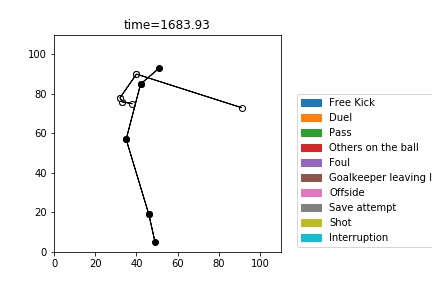 time=1683.93
100
80
60
40
20
0
0 20 40 60 80 100
Free Kick
Duel
Pass
Others on the ball
Foul
Goalkeeper leaving l
Offside
Save attempt
Shot
Interruption